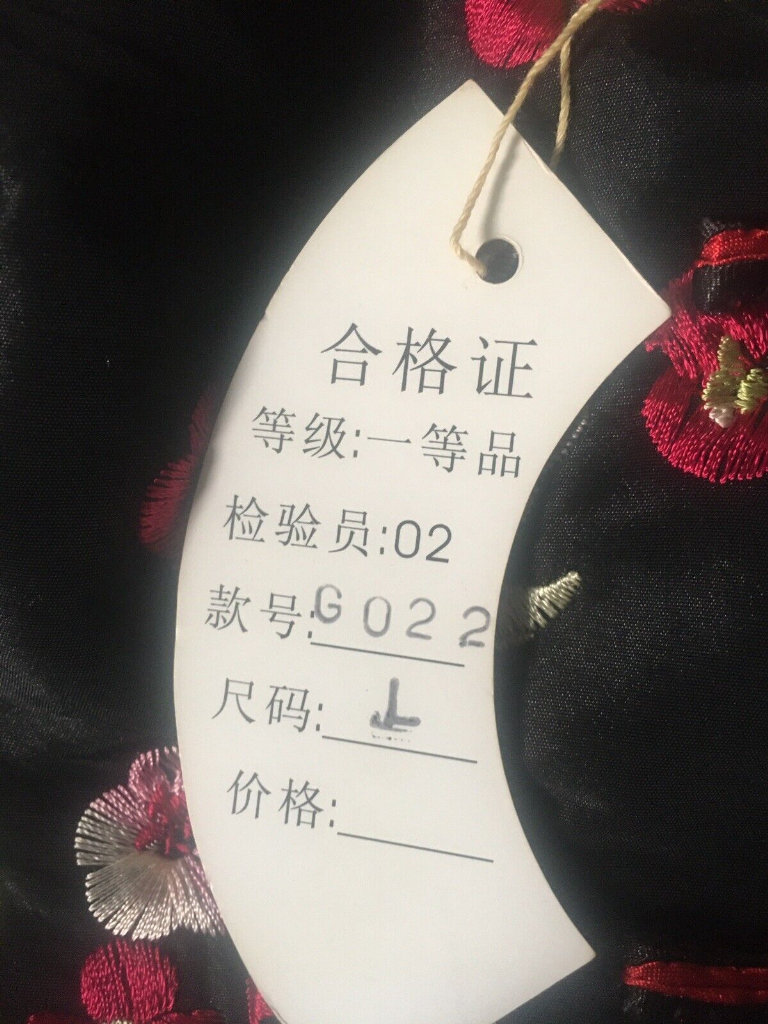 合格证
等级:一等品
检验员:02
款号:G022
尺码:L
价格: